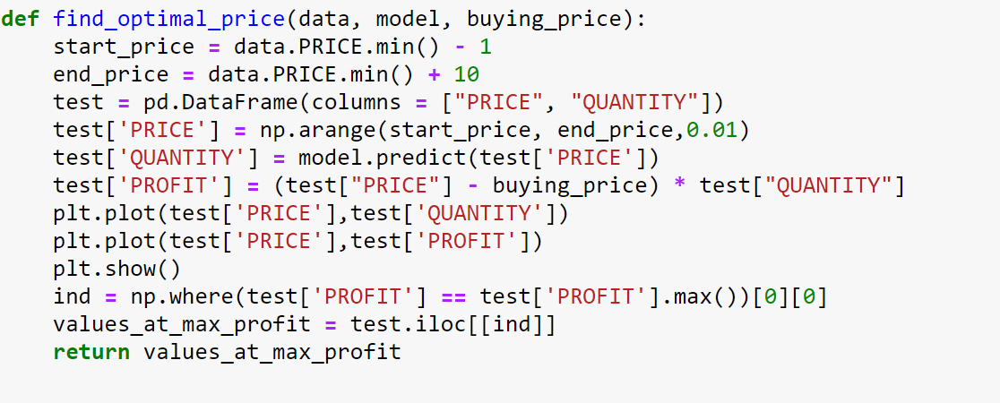 def find_optimal_price(data, model, buying_price):
    start_price = data.PRICE.min() - 1
    end_price = data.PRICE.min() + 10
    test = pd.DataFrame(columns = ["PRICE", "QUANTITY"])
    test['PRICE'] = np.arange(start_price, end_price,0.01)
    test['QUANTITY'] = model.predict(test['PRICE'])
    test['PROFIT'] = (test["PRICE"] - buying_price) * test["QUANTITY"]
    plt.plot(test['PRICE'],test['QUANTITY'])
    plt.plot(test['PRICE'],test['PROFIT'])
    plt.show()
    ind = np.where(test['PROFIT'] == test['PROFIT'].max())[0][0]
    values_at_max_profit = test.iloc[[ind]]
    return values_at_max_profit